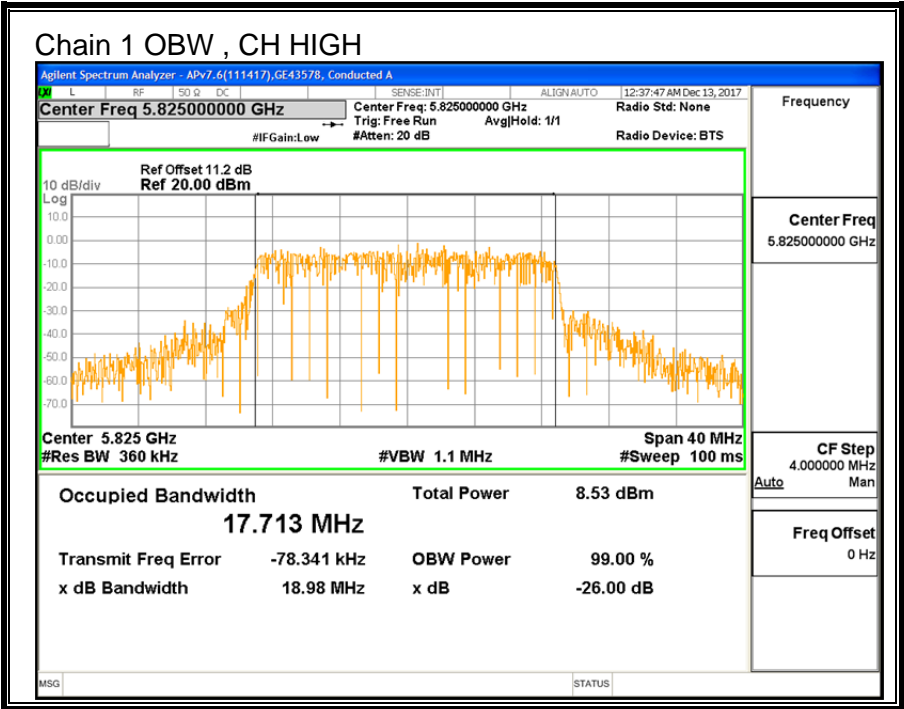 Chain 1 OBW , CH HIGH
Agilent Spectrum Analyzer - APv7.6(111417),GE43578, Conducted A
LXI L RF 50 Ω DC SENSE:INT ALIGN AUTO 12:37:47 AM Dec 13, 2017
Center Freq 5.825000000 GHz
Center Freq: 5.825000000 GHz
Radio Std: None
Trig: Free Run Avg|Hold: 1/1
#IFGain:Low
#Atten: 20 dB
Radio Device: BTS
Ref Offset 11.2 dB
10 dB/div Ref 20.00 dBm
Log
10.0
0.00
-10.0
-20.0
-30.0
-40.0
-50.0
-60.0
-70.0
Center 5.825 GHz Span 40 MHz
#Res BW 360 kHz #VBW 1.1 MHz #Sweep 100 ms
Occupied Bandwidth Total Power 8.53 dBm
17.713 MHz
Transmit Freq Error -78.341 kHz OBW Power 99.00 %
x dB Bandwidth 18.98 MHz x dB -26.00 dB
MSG STATUS
Frequency
Center Freq
5.825000000 GHz
CF Step
4.000000 MHz
Auto Man
Freq Offset
0 Hz